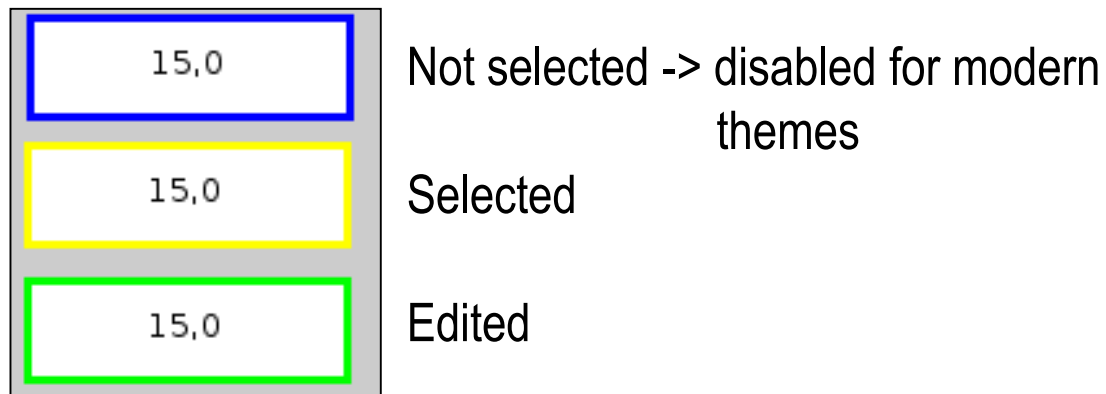 15,0
Not selected -> disabled for modern
themes
15,0
Selected
15,0
Edited